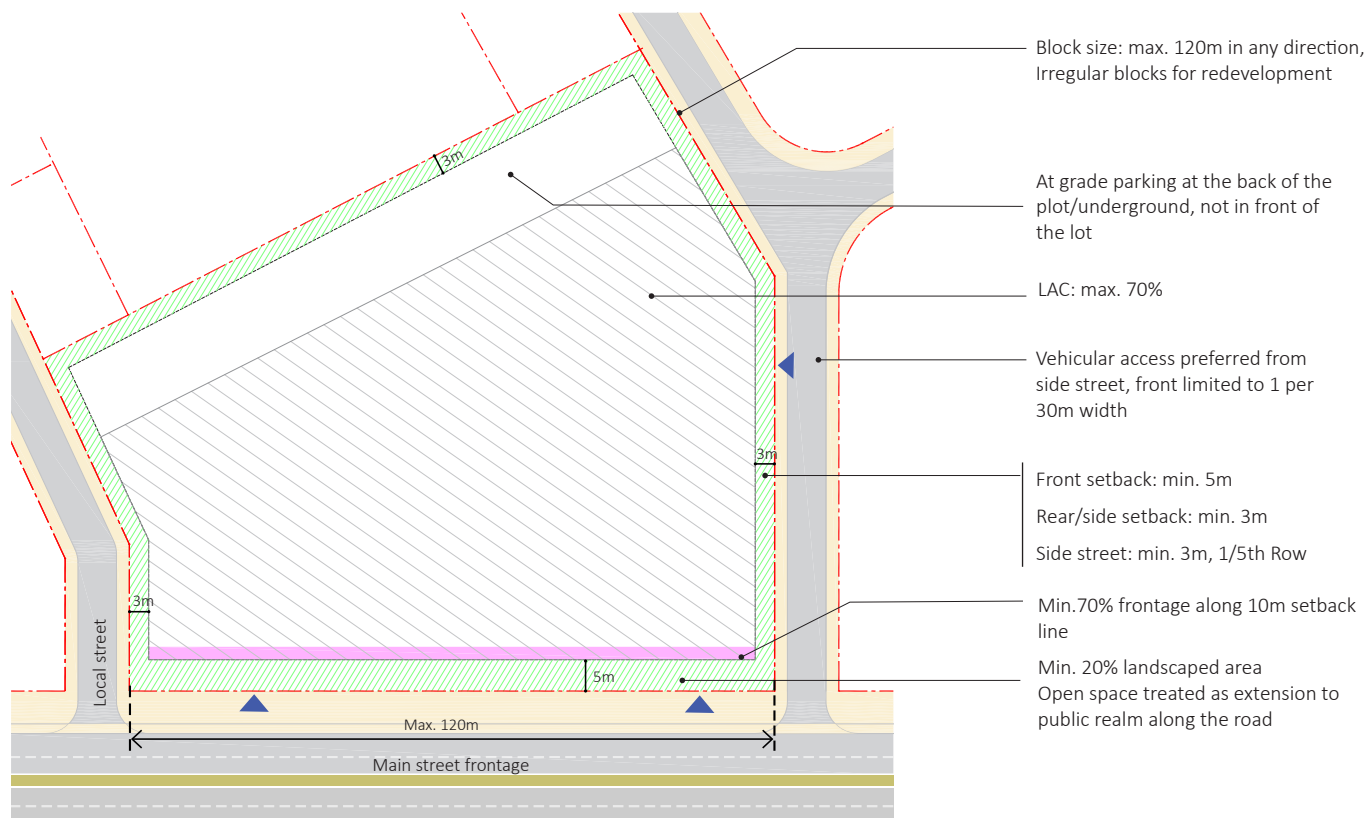 Block size: max. 120m in any direction,
Irregular blocks for redevelopment
3m
At grade parking at the back of the
plot/underground, not in front of
the lot
LAC: max. 70%
Vehicular access preferred from
side street, front limited to 1 per
30m width
3m
Front setback: min. 5m
Rear/side setback: min. 3m
Side street: min. 3m, 1/5th Row
3m
Min.70% frontage along 10m setback
line
Local street
5m
Min. 20% landscaped area
Open space treated as extension to
public realm along the road
Max. 120m
Main street frontage